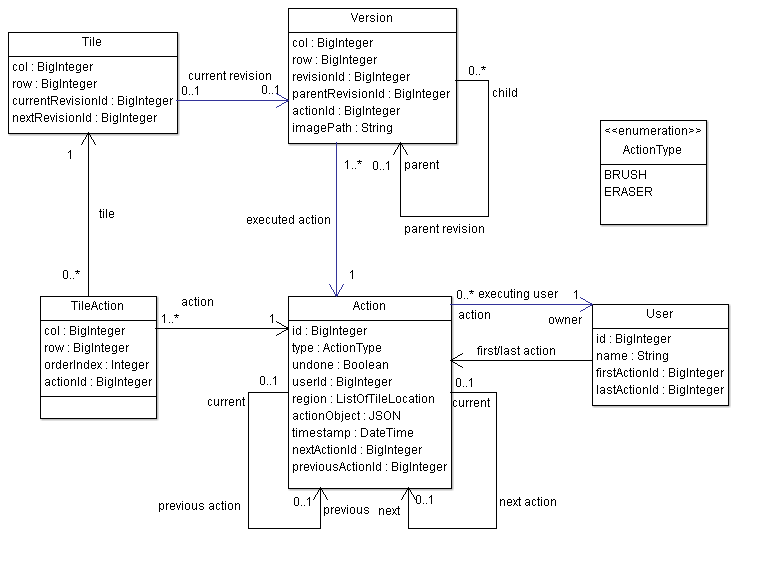 Version
col : BigInteger
row : BigInteger
revisionId : BigInteger
parentRevisionId : BigInteger
actionId : BigInteger
imagePath : String
Tile
col : BigInteger
row : BigInteger
currentRevisionId : BigInteger
nextRevisionId : BigInteger
current revision
0..1
0..1
0..*
child
0..1
parent
parent revision
<<enumeration>>
ActionType
BRUSH
ERASER
1
tile
0..*
1..*
executed action
1
TileAction
col : BigInteger
row : BigInteger
orderIndex : Integer
actionId : BigInteger
action
1..*
1
Action
id : BigInteger
type : ActionType
undone : Boolean
userId : BigInteger
region : ListOfTileLocation
actionObject : JSON
timestamp : DateTime
nextActionId : BigInteger
previousActionId : BigInteger
0..*
executing user
1
action
owner
User
id : BigInteger
name : String
firstActionId : BigInteger
lastActionId : BigInteger
first/last action
0..1
current
previous action
0..1
previous
0..1
current
next
0..1
next action